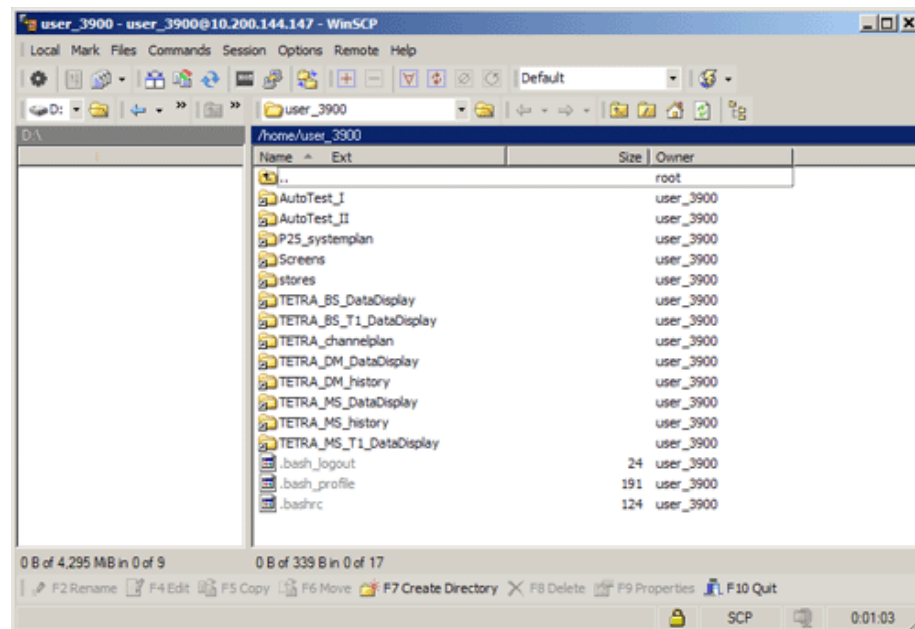 user_3900 - user_3900@10.200.144.147 - WinSCP
Local Mark Files Commands Session Options Remote Help
Default
D: » » user_3900
D:\ /home/user_3900
Name Ext Size Owner
.. root
AutoTest_I user_3900
AutoTest_II user_3900
P25_systemplan user_3900
Screens user_3900
stores user_3900
TETRA_BS_DataDisplay user_3900
TETRA_BS_T1_DataDisplay user_3900
TETRA_channelplan user_3900
TETRA_DM_DataDisplay user_3900
TETRA_DM_history user_3900
TETRA_MS_DataDisplay user_3900
TETRA_MS_history user_3900
TETRA_MS_T1_DataDisplay user_3900
.bash_logout 24 user_3900
.bash_profile 191 user_3900
.bashrc 124 user_3900
0 B of 4,295 MiB in 0 of 9 0 B of 339 B in 0 of 17
F2 Rename F4 Edit F5 Copy F6 Move F7 Create Directory F8 Delete F9 Properties F10 Quit
SCP 0:01:03